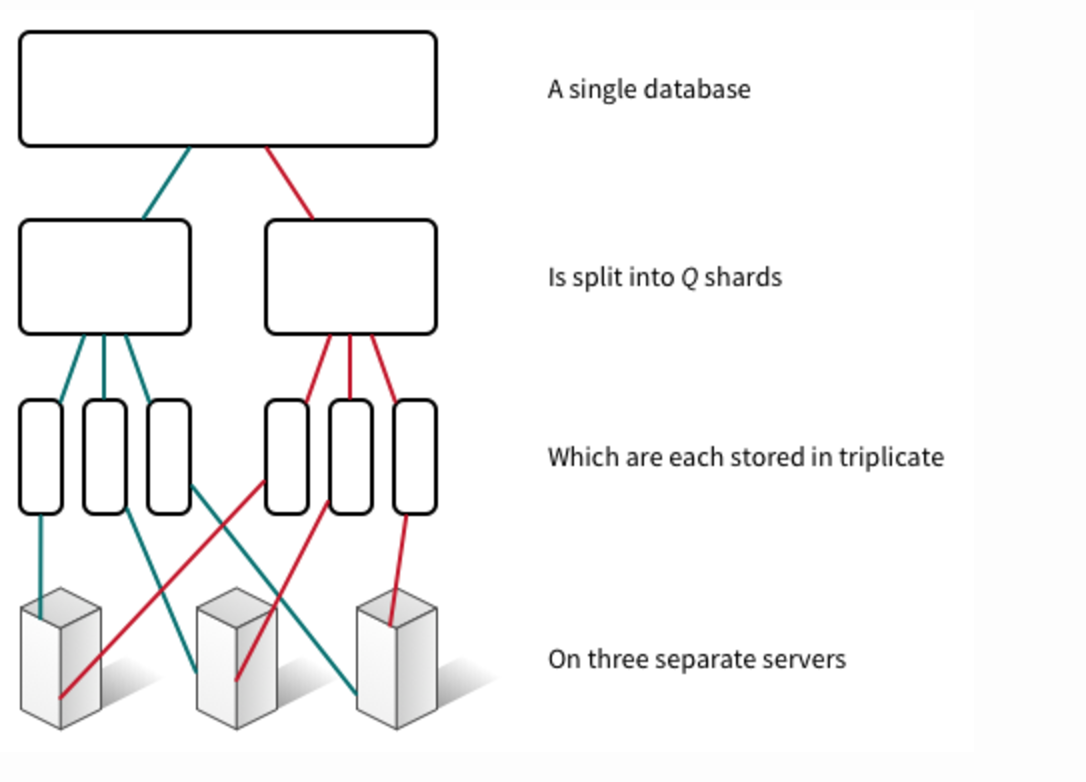 A single database
Is split into Q shards
Which are each stored in triplicate
On three separate servers